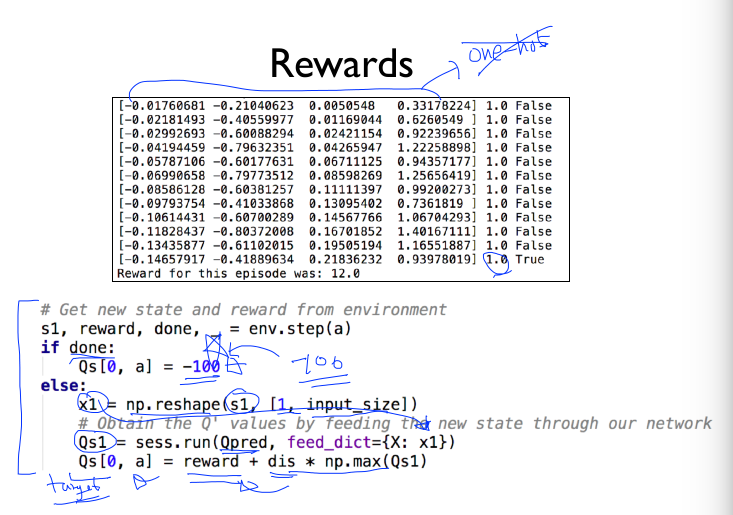 Rewards
one-hot
[-0.01760681 -0.21040623 0.0050548 0.33178224] 1.0 False
[-0.02181493 -0.40559977 0.01169044 0.6260549 ] 1.0 False
[-0.02992693 -0.60088294 0.02421154 0.92239656] 1.0 False
[-0.04194459 -0.79632351 0.04265947 1.22258898] 1.0 False
[-0.05787106 -0.60177631 0.06711125 0.94357177] 1.0 False
[-0.06990658 -0.79773512 0.08598269 1.25656419] 1.0 False
[-0.08586128 -0.60381257 0.11111397 0.99200273] 1.0 False
[-0.09793754 -0.41033868 0.13095402 0.7361819 ] 1.0 False
[-0.10614431 -0.60700289 0.14567766 1.06704293] 1.0 False
[-0.11828437 -0.80372008 0.16701852 1.40167111] 1.0 False
[-0.13435877 -0.61102015 0.19505194 1.16551887] 1.0 False
[-0.14657917 -0.41889634 0.21836232 0.93978019] 1.0 True
Reward for this episode was: 12.0
# Get new state and reward from environment
s1, reward, done, _ = env.step(a)
if done:
Qs[0, a] = -100
-100
else:
x1 = np.reshape(s1, [1, input_size])
# Obtain the Q' values by feeding the new state through our network
Qs1 = sess.run(Qpred, feed_dict={X: x1})
Qs[0, a] = reward + dis * np.max(Qs1)
target